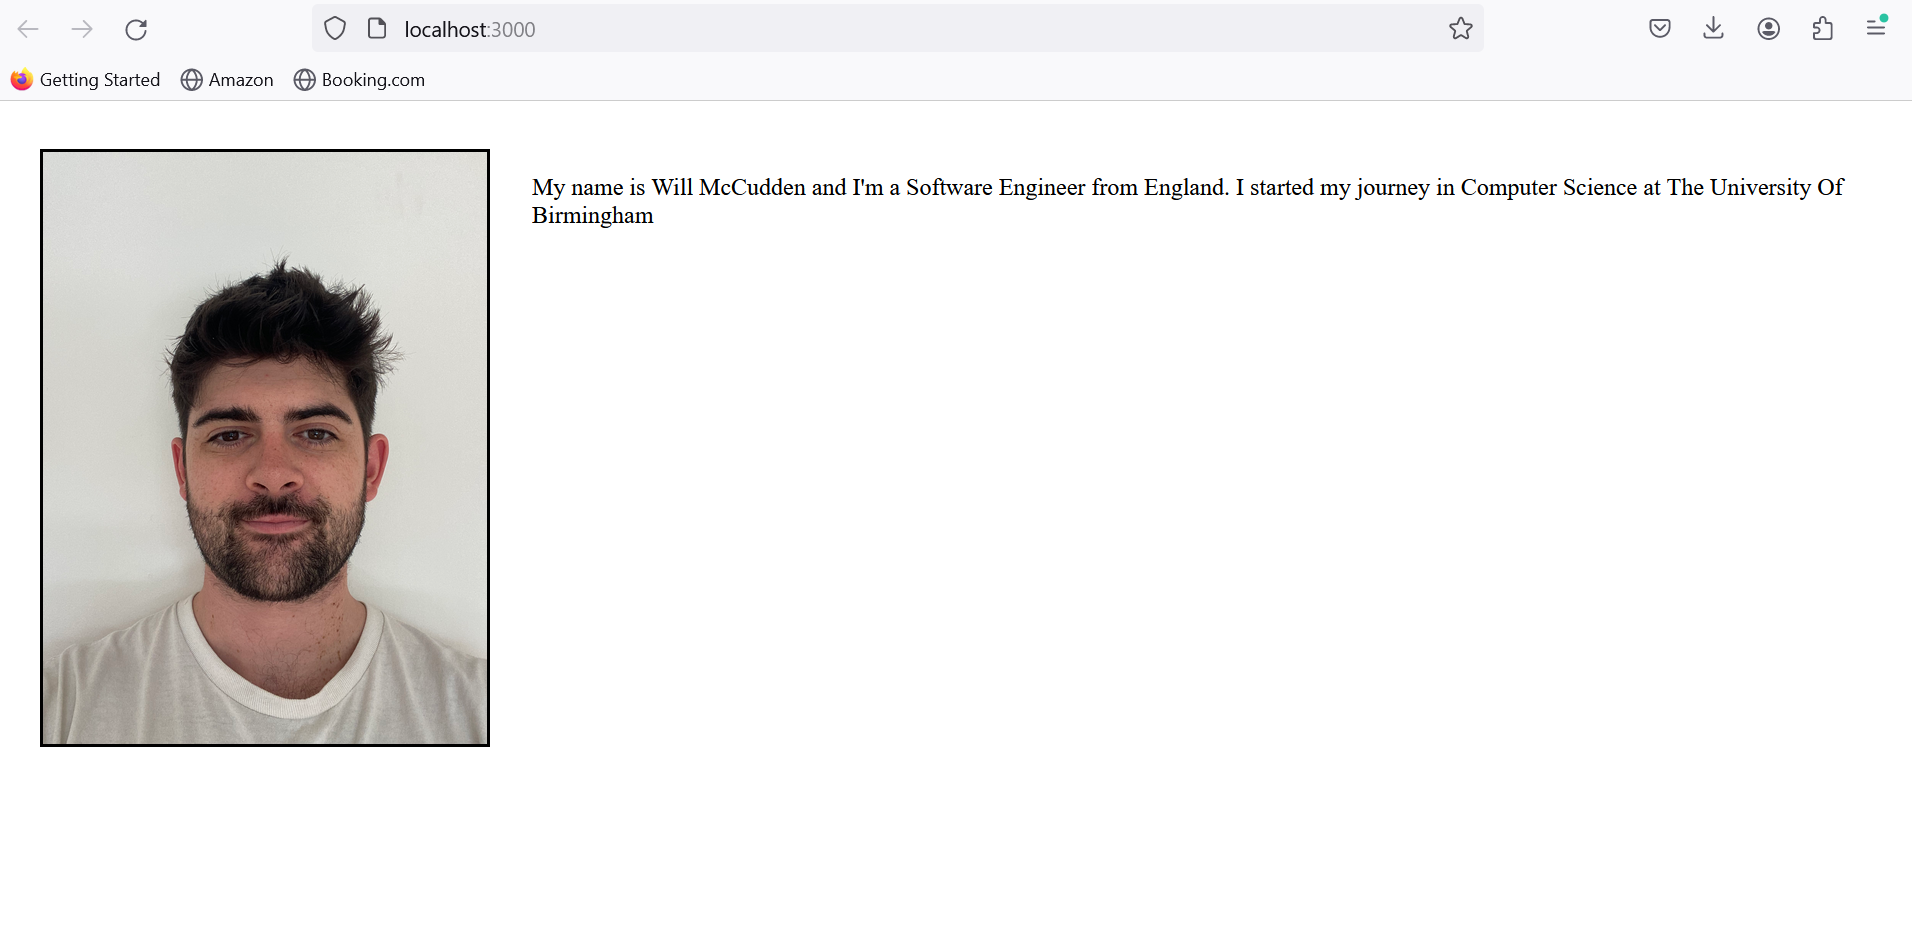 localhost:3000
Getting Started Amazon Booking.com
My name is Will McCudden and I'm a Software Engineer from England. I started my journey in Computer Science at The University Of
Birmingham